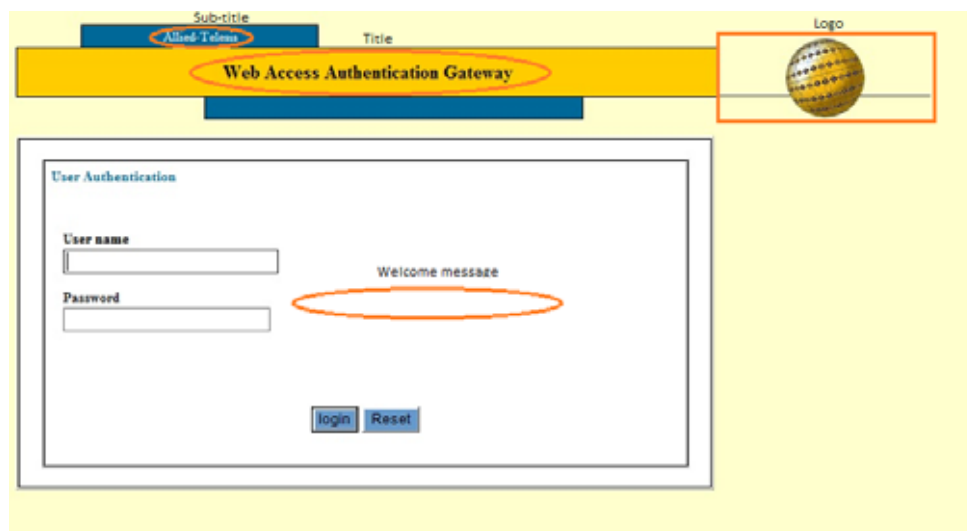 Sub-title
Logo
Allied-Telesis
Title
Web Access Authentication Gateway
User Authentication
User name
Welcome message
Password
login Reset